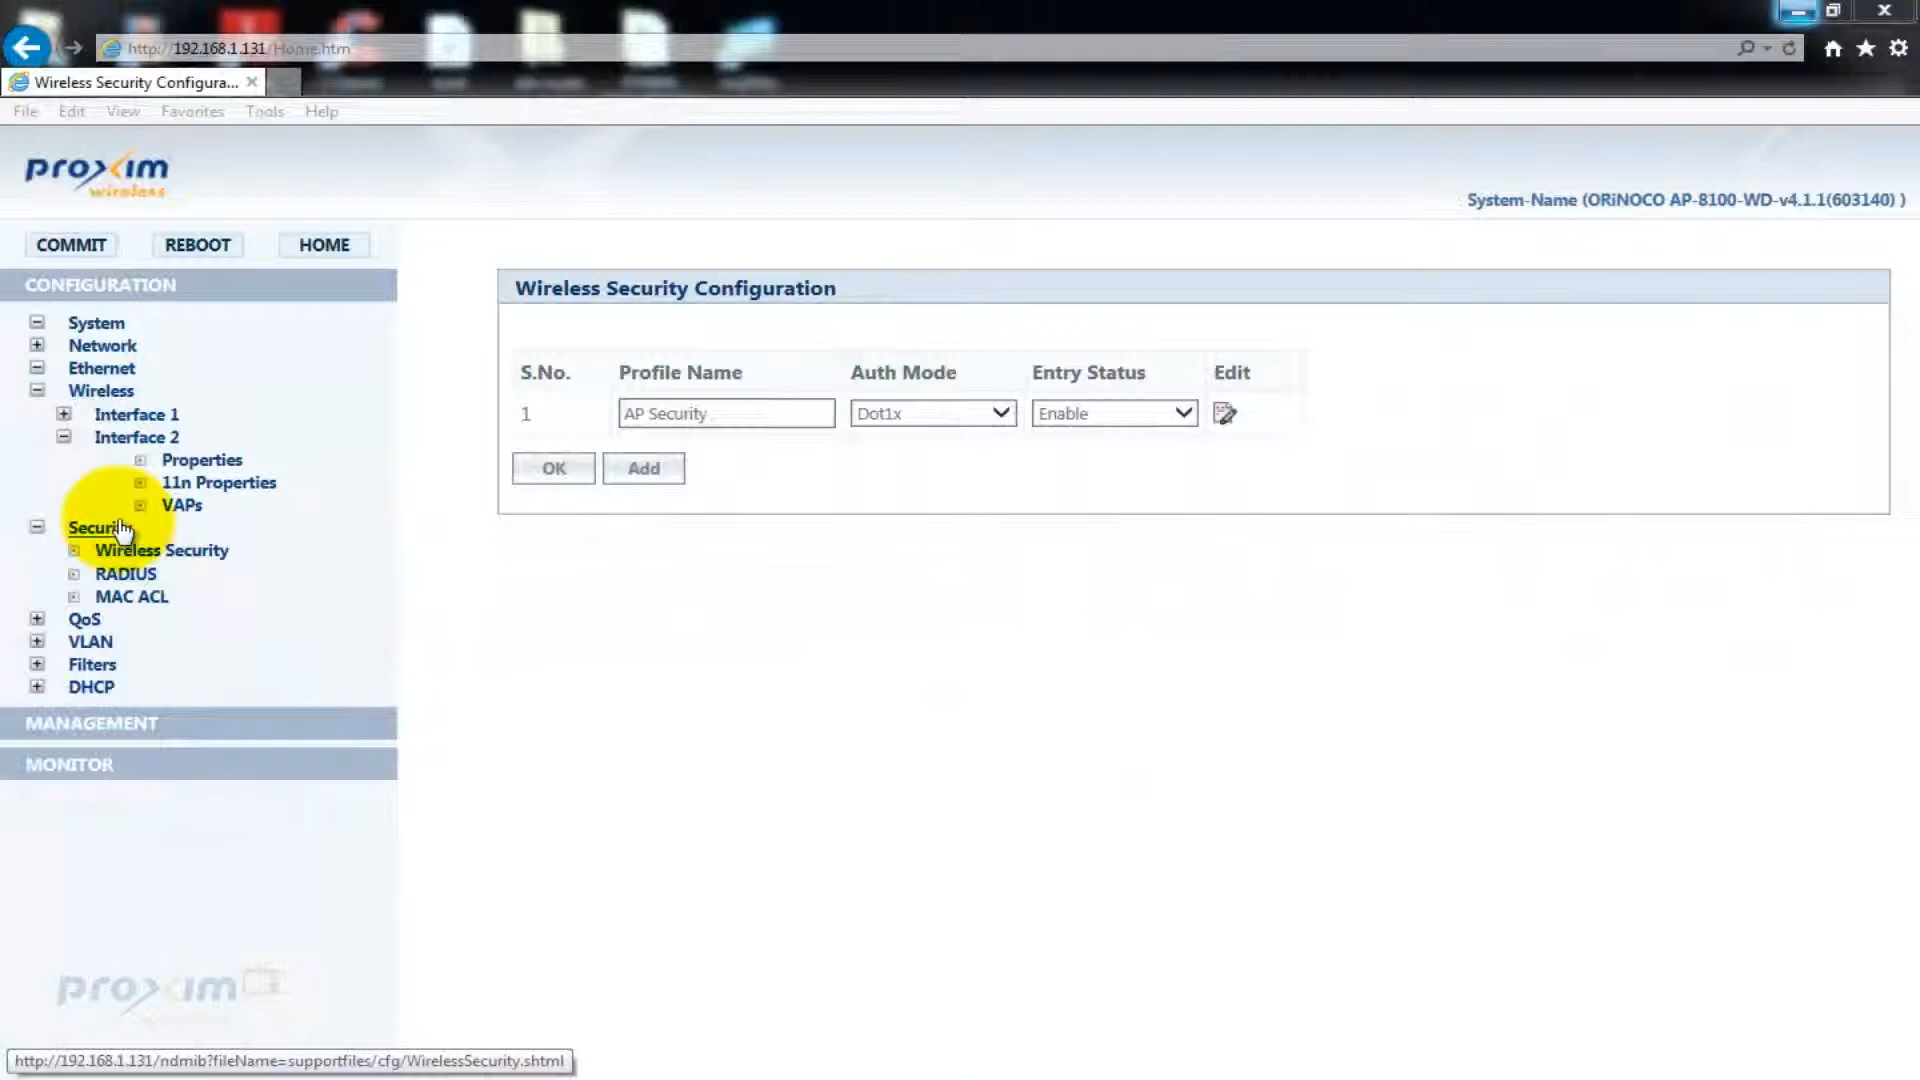 http://192.168.1.131/Home.htm
Wireless Security Configura...
File Edit View Favorites Tools Help
proxim
wireless
System-Name (ORiNOCO AP-8100-WD-v4.1.1(603140) )
COMMIT REBOOT HOME
CONFIGURATION
System
Network
Ethernet
Wireless
Interface 1
Interface 2
Properties
11n Properties
VAPs
Security
Wireless Security
RADIUS
MAC ACL
QoS
VLAN
Filters
DHCP
MANAGEMENT
MONITOR
Wireless Security Configuration
S.No. Profile Name Auth Mode Entry Status Edit
1 AP Security Dot1x Enable
OK Add
proxim
http://192.168.1.131/ndmib?fileName=supportfiles/cfg/WirelessSecurity.shtml